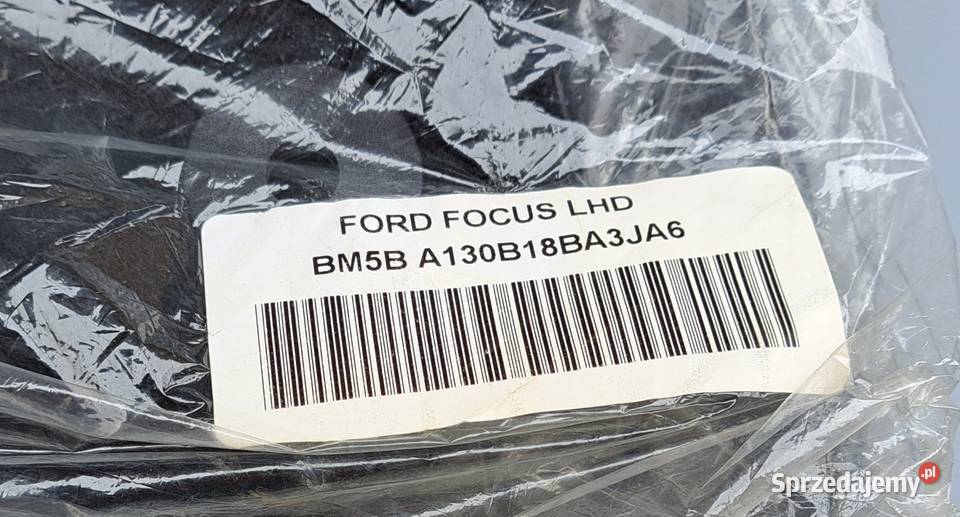 FORD FOCUS LHD
BM5B A130B18BA3JA6
Sprzedajemy.pl